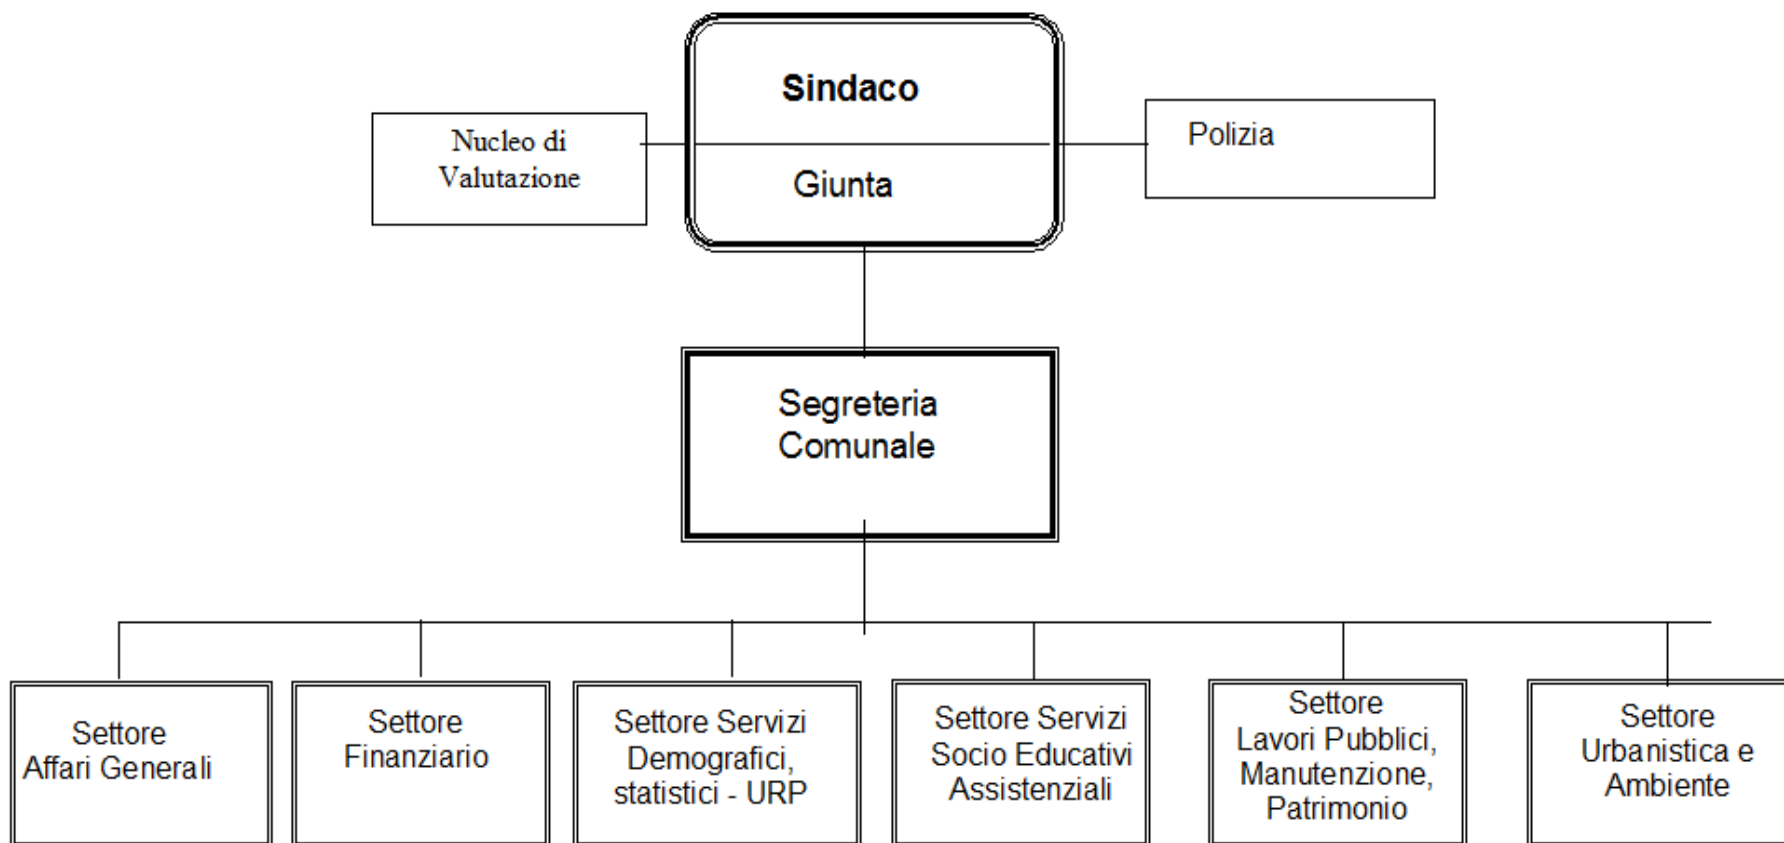 Sindaco
Giunta
Nucleo di
Valutazione
Polizia
Segreteria
Comunale
Settore
Affari Generali
Settore
Finanziario
Settore Servizi
Demografici,
statistici - URP
Settore Servizi
Socio Educativi
Assistenziali
Settore
Lavori Pubblici,
Manutenzione,
Patrimonio
Settore
Urbanistica e
Ambiente